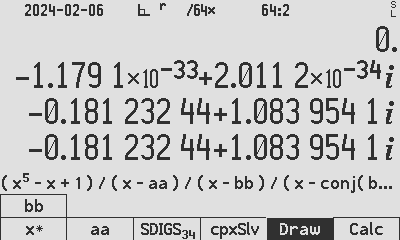 2024-02-06 ∟ r /64× 64:2 S L
0.
-1.179 1×10⁻³³+2.011 2×10⁻³⁴i
-0.181 232 44+1.083 954 1i
-0.181 232 44+1.083 954 1i
(x⁵-x+1)/(x-aa)/(x-bb)/(x-conj(b…
bb
x* aa SDIGS₃₄ cpxSlv Draw Calc